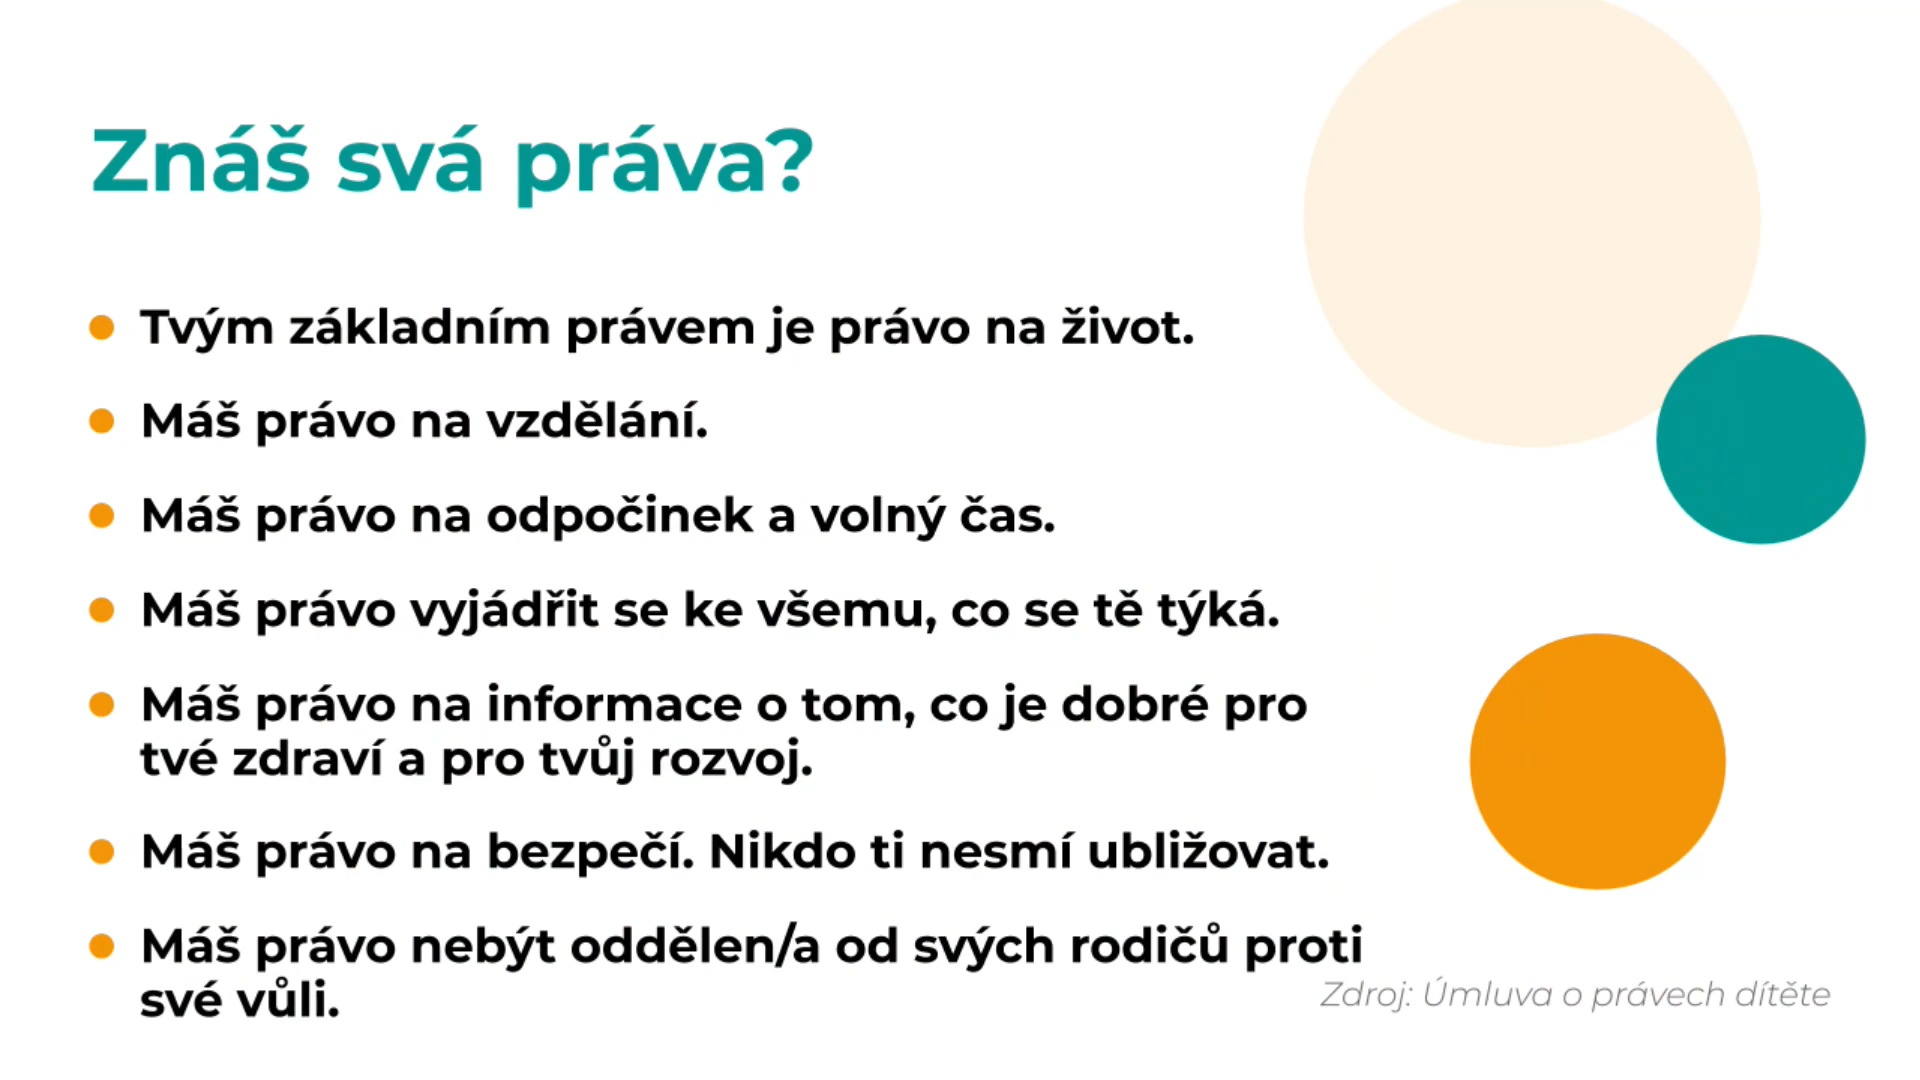 Znáš svá práva?
Tvým základním právem je právo na život.
Máš právo na vzdělání.
Máš právo na odpočinek a volný čas.
Máš právo vyjádřit se ke všemu, co se tě týká.
Máš právo na informace o tom, co je dobré pro
tvé zdraví a pro tvůj rozvoj.
Máš právo na bezpečí. Nikdo ti nesmí ubližovat.
Máš právo nebýt oddělen/a od svých rodičů proti
své vůli.
Zdroj: Úmluva o právech dítěte